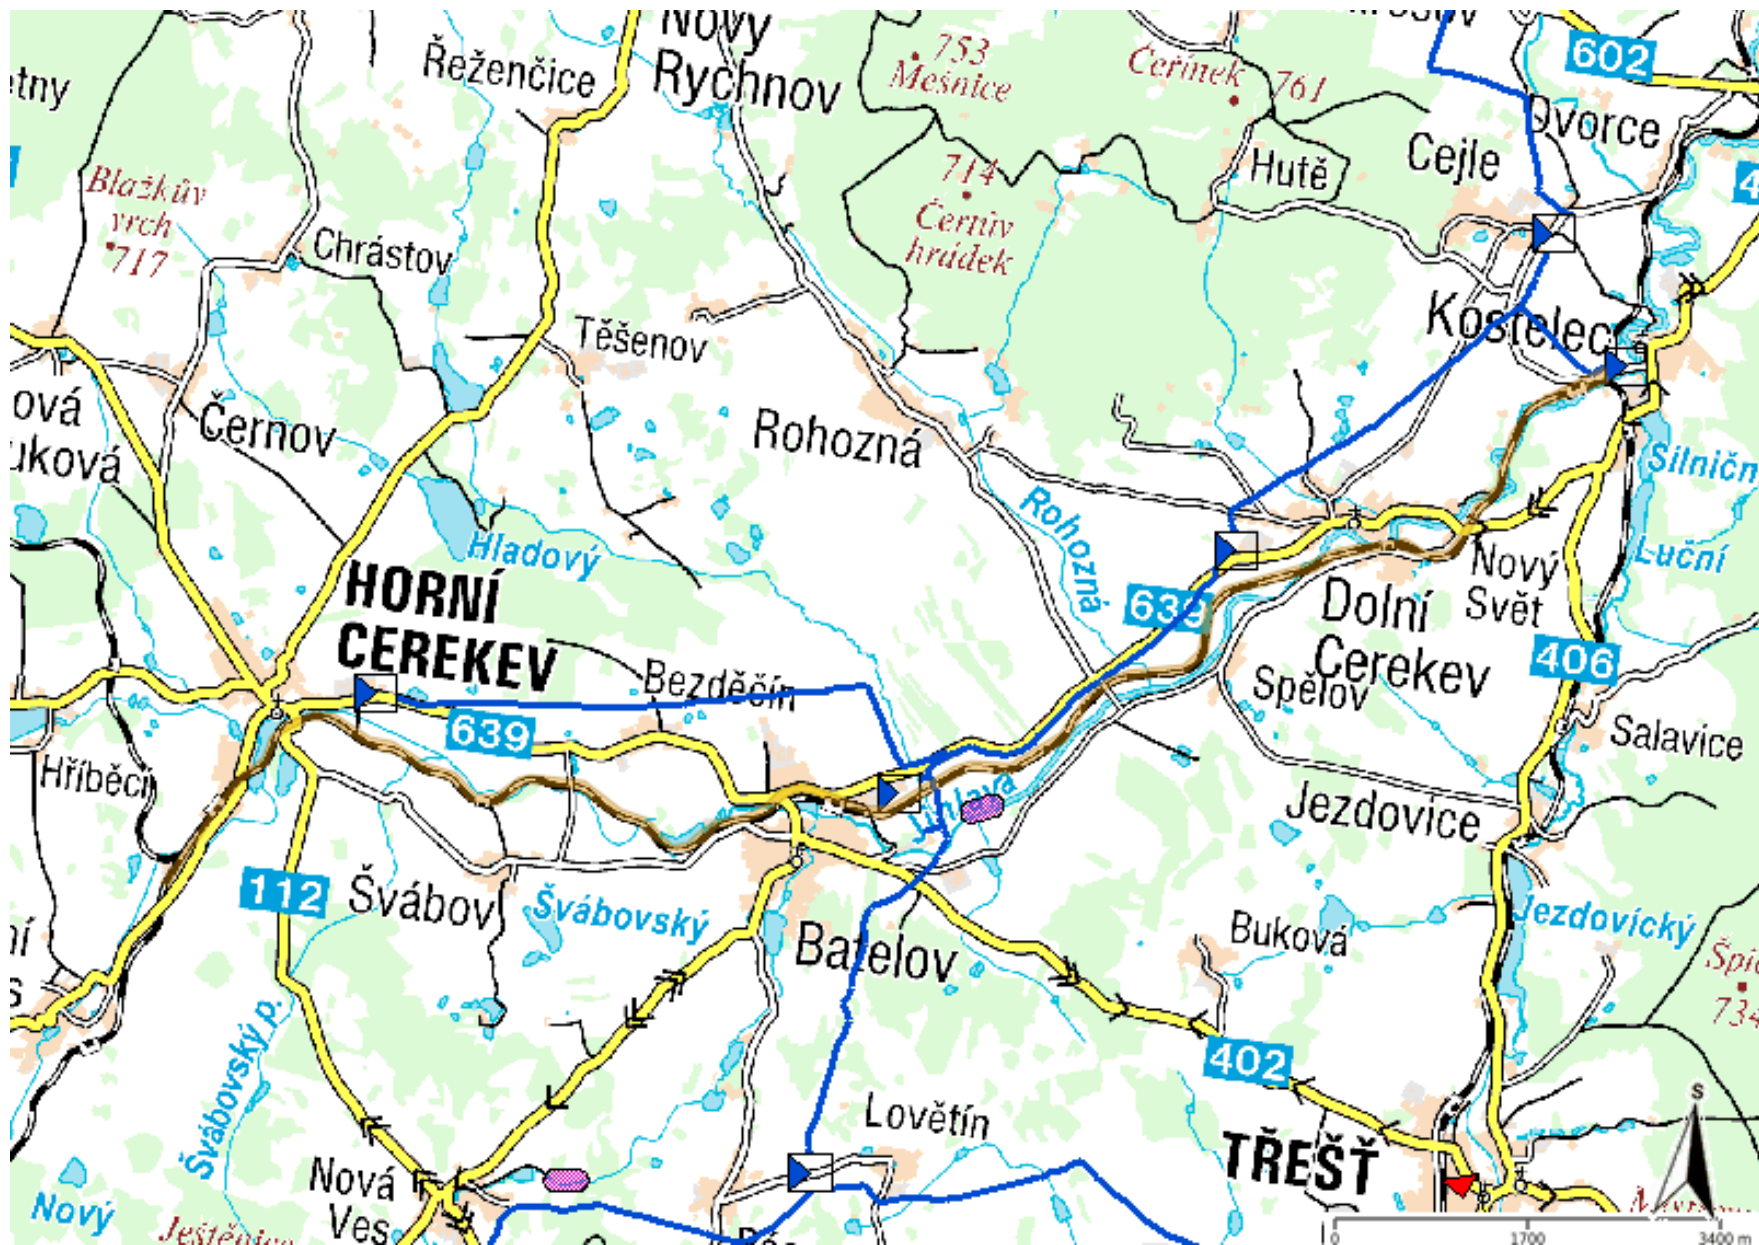 Nový
Rychnov
Řeženčice
753
Mešnice
Čeřínek
761
602
Dvorce
Cejle
Hutě
714
Čertův
hrádek
Blažkův
vrch
717
Chrástov
Těšenov
Kostelec
Černov
Rohozná
Rohozná
Hladový
HORNÍ
CEREKEV
Bezděčín
639
639
Nový
Svět
Dolní
Cerekev
Spělov
Luční
406
Salavice
Hříběcí
Jihlava
Jezdovice
112
Švábov
Švábovský
Batelov
Buková
Jezdovický
734
Švábovský p.
402
Lovětín
TŘEŠŤ
Nová
Ves
Nový
Ještěnice
S
0 1700 3400 m